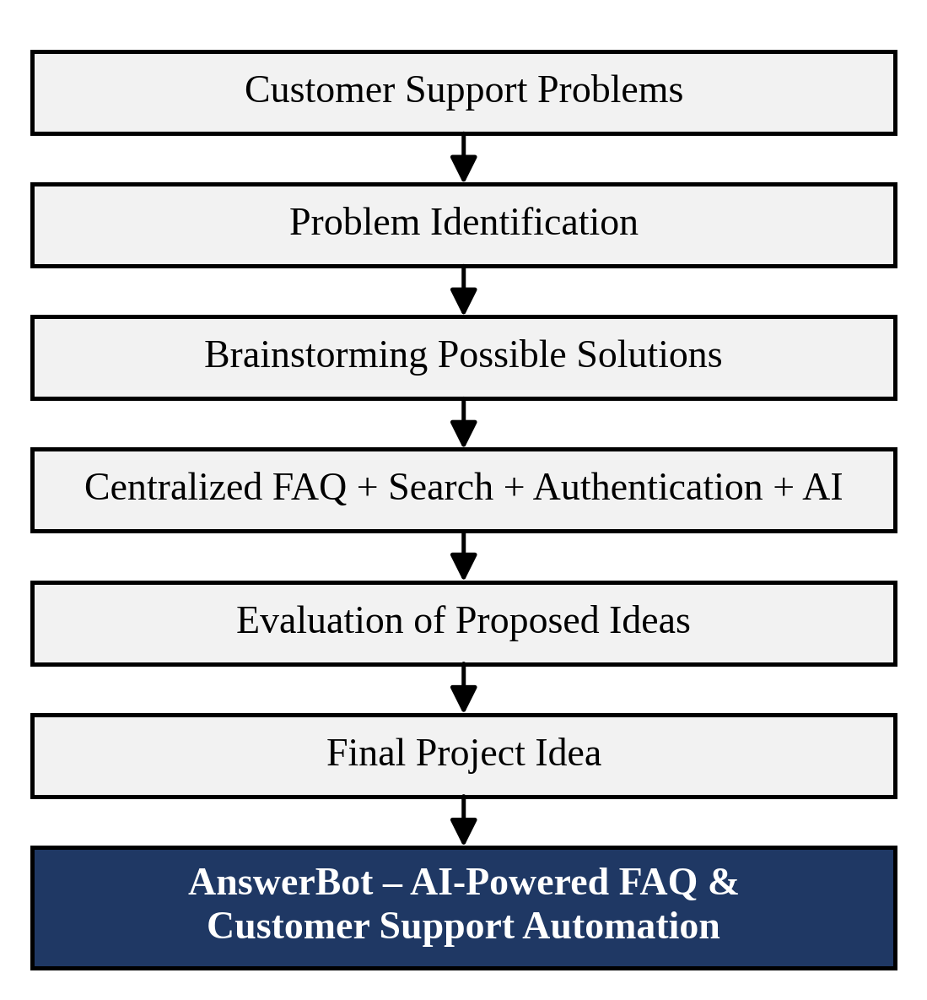 Customer Support Problems
Problem Identification
Brainstorming Possible Solutions
Centralized FAQ + Search + Authentication + AI
Evaluation of Proposed Ideas
Final Project Idea
AnswerBot – AI-Powered FAQ &
Customer Support Automation